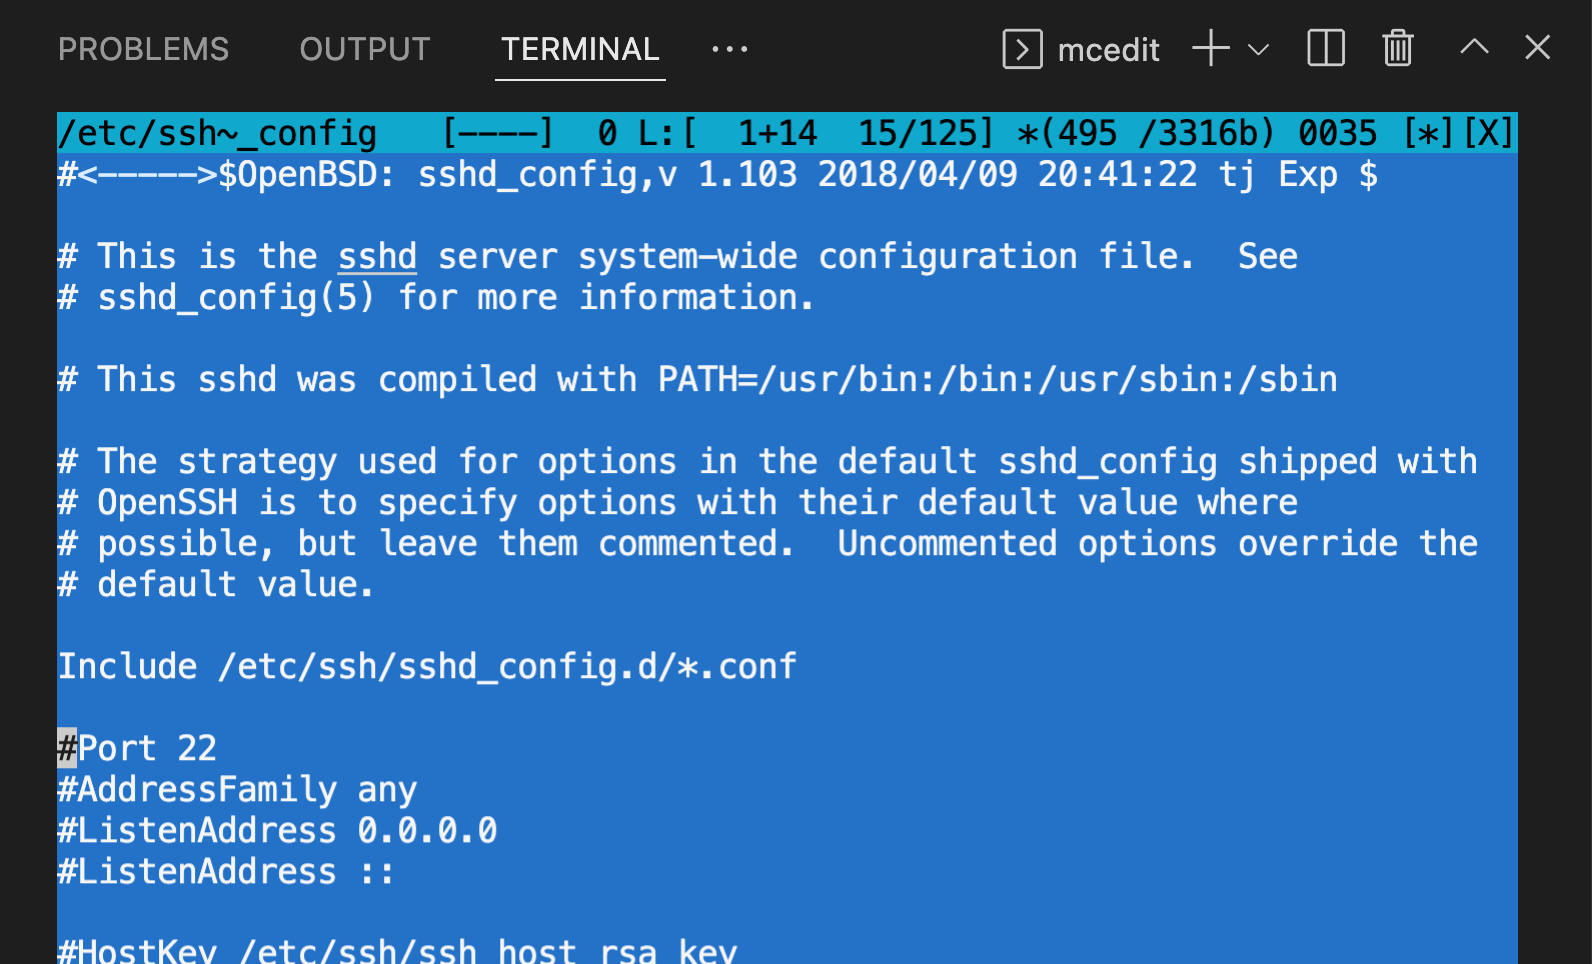 PROBLEMS OUTPUT TERMINAL ··· mcedit
/etc/ssh~_config   [----]  0 L:[  1+14  15/125] *(495 /3316b) 0035 [*][X]
#<----->$OpenBSD: sshd_config,v 1.103 2018/04/09 20:41:22 tj Exp $
# This is the sshd server system-wide configuration file.  See
# sshd_config(5) for more information.
# This sshd was compiled with PATH=/usr/bin:/bin:/usr/sbin:/sbin
# The strategy used for options in the default sshd_config shipped with
# OpenSSH is to specify options with their default value where
# possible, but leave them commented.  Uncommented options override the
# default value.
Include /etc/ssh/sshd_config.d/*.conf
#Port 22
#AddressFamily any
#ListenAddress 0.0.0.0
#ListenAddress ::
#HostKey /etc/ssh/ssh_host_rsa_key